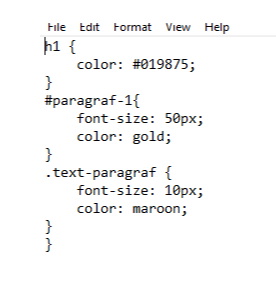 File Edit Format View Help
h1 {
    color: #019875;
}
#paragraf-1{
    font-size: 50px;
    color: gold;
}
.text-paragraf {
    font-size: 10px;
    color: maroon;
}
}